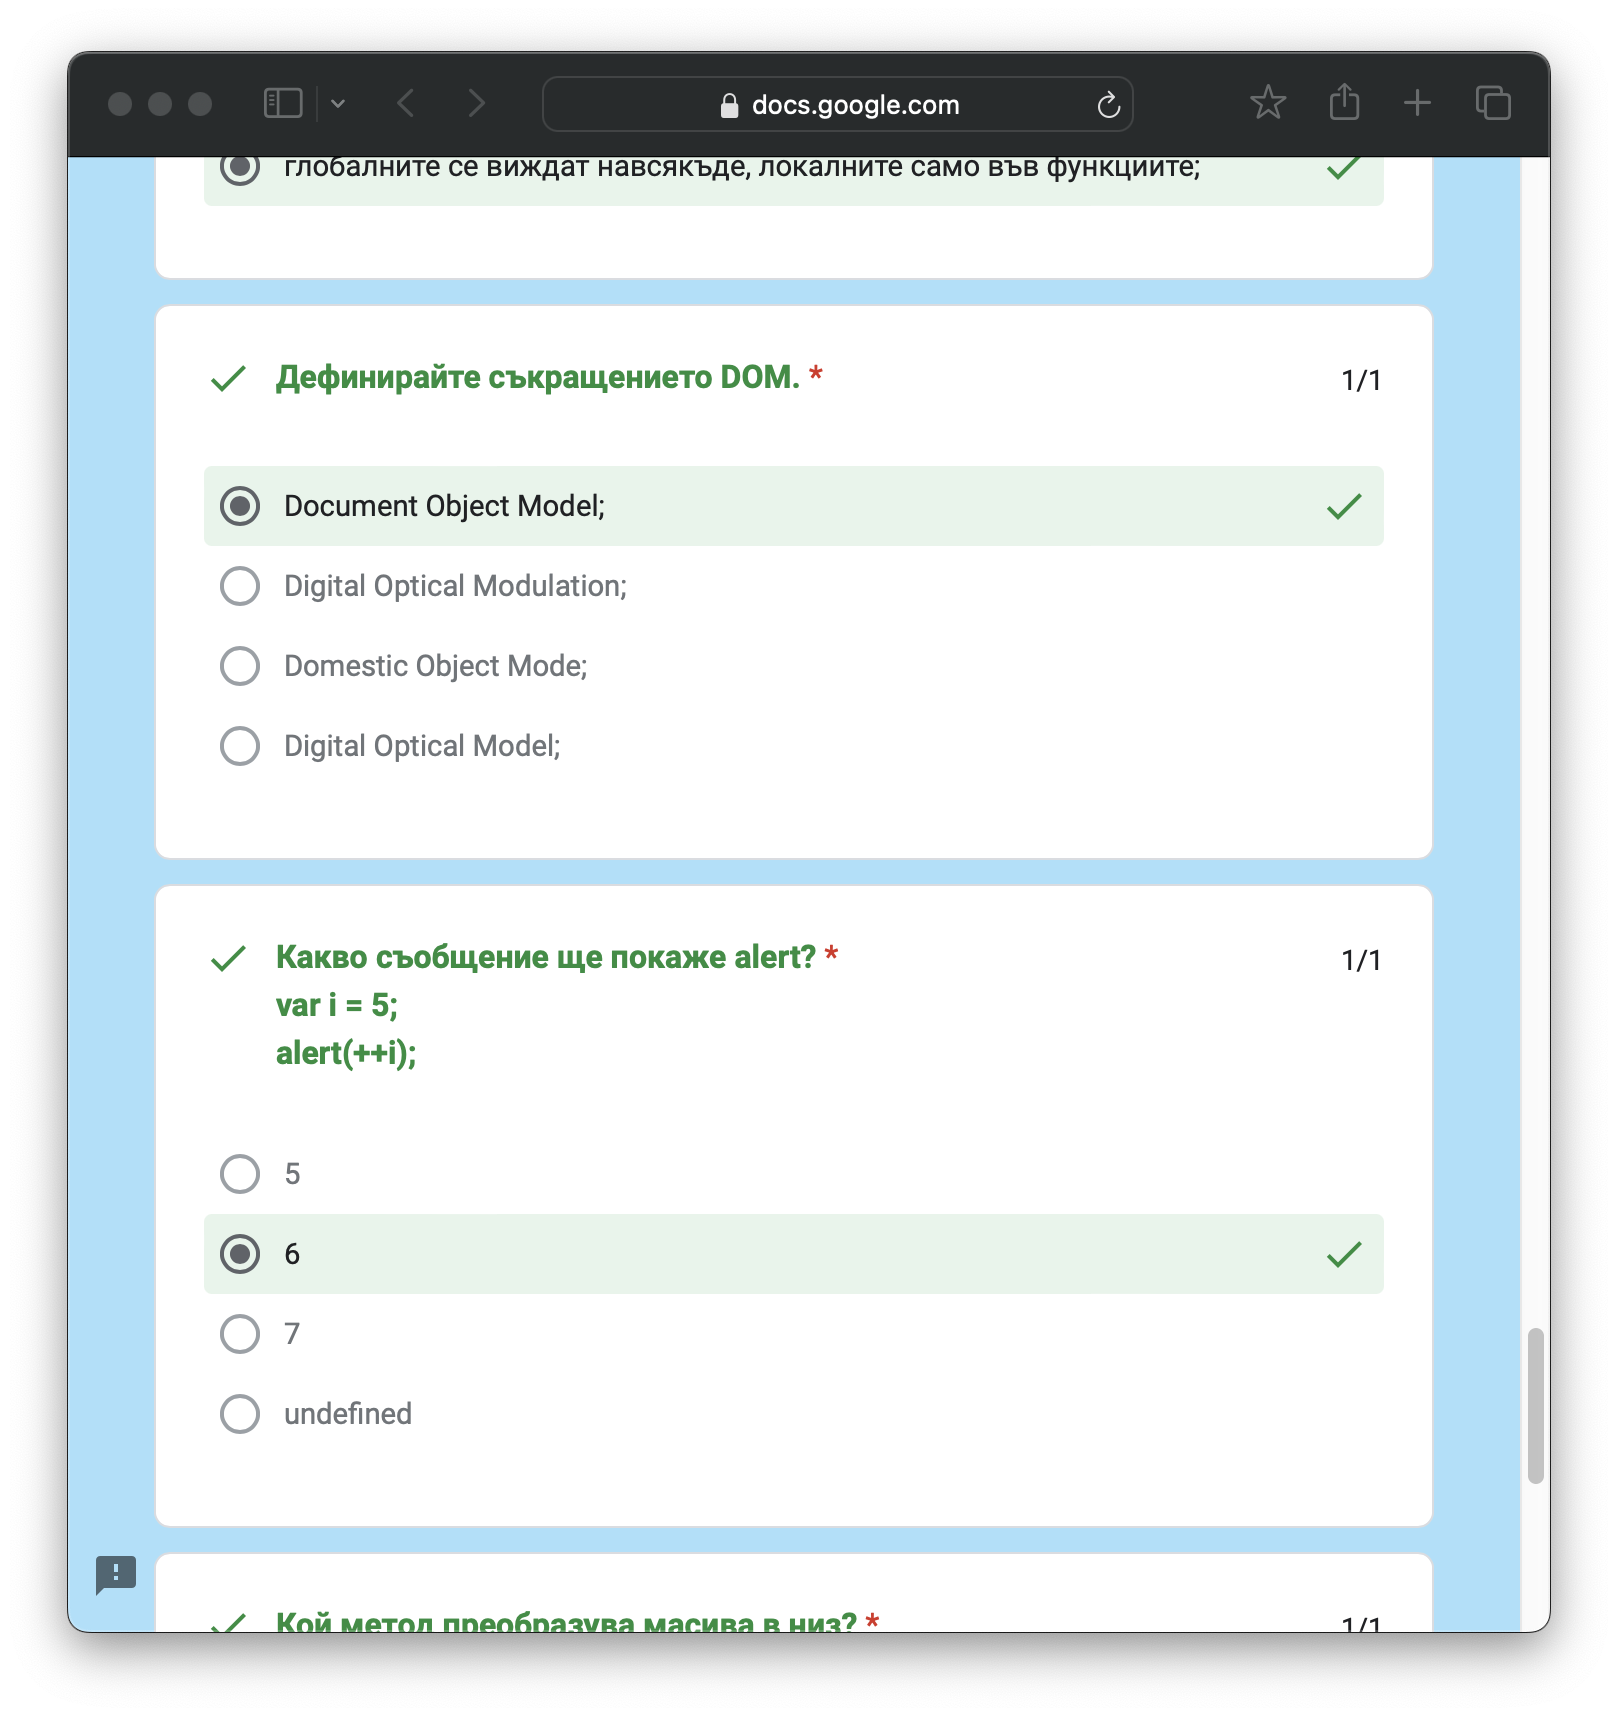 docs.google.com
глобалните се виждат навсякъде, локалните само във функциите;
Дефинирайте съкращението DOM. *
1/1
Document Object Model;
Digital Optical Modulation;
Domestic Object Mode;
Digital Optical Model;
Какво съобщение ще покаже alert? *
1/1
var i = 5;
alert(++i);
5
6
7
undefined
Кой метод преобразува масива в низ? *
1/1